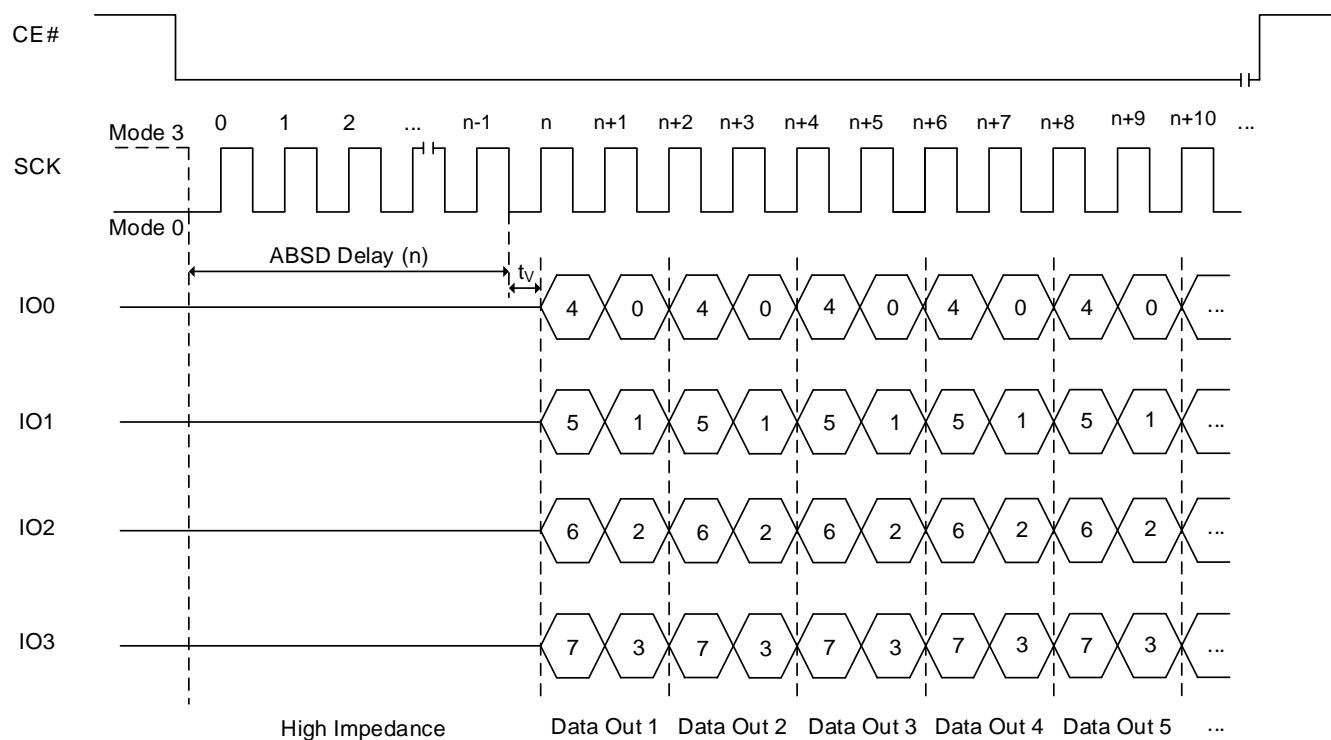 CE#
0 1 2 ... n-1 n n+1 n+2 n+3 n+4 n+5 n+6 n+7 n+8 n+9 n+10 ...
Mode 3
SCK
Mode 0
ABSD Delay (n)
tV
IO0 4 0 4 0 4 0 4 0 4 0 ...
IO1 5 1 5 1 5 1 5 1 5 1 ...
IO2 6 2 6 2 6 2 6 2 6 2 ...
IO3 7 3 7 3 7 3 7 3 7 3 ...
High Impedance Data Out 1 Data Out 2 Data Out 3 Data Out 4 Data Out 5 ...